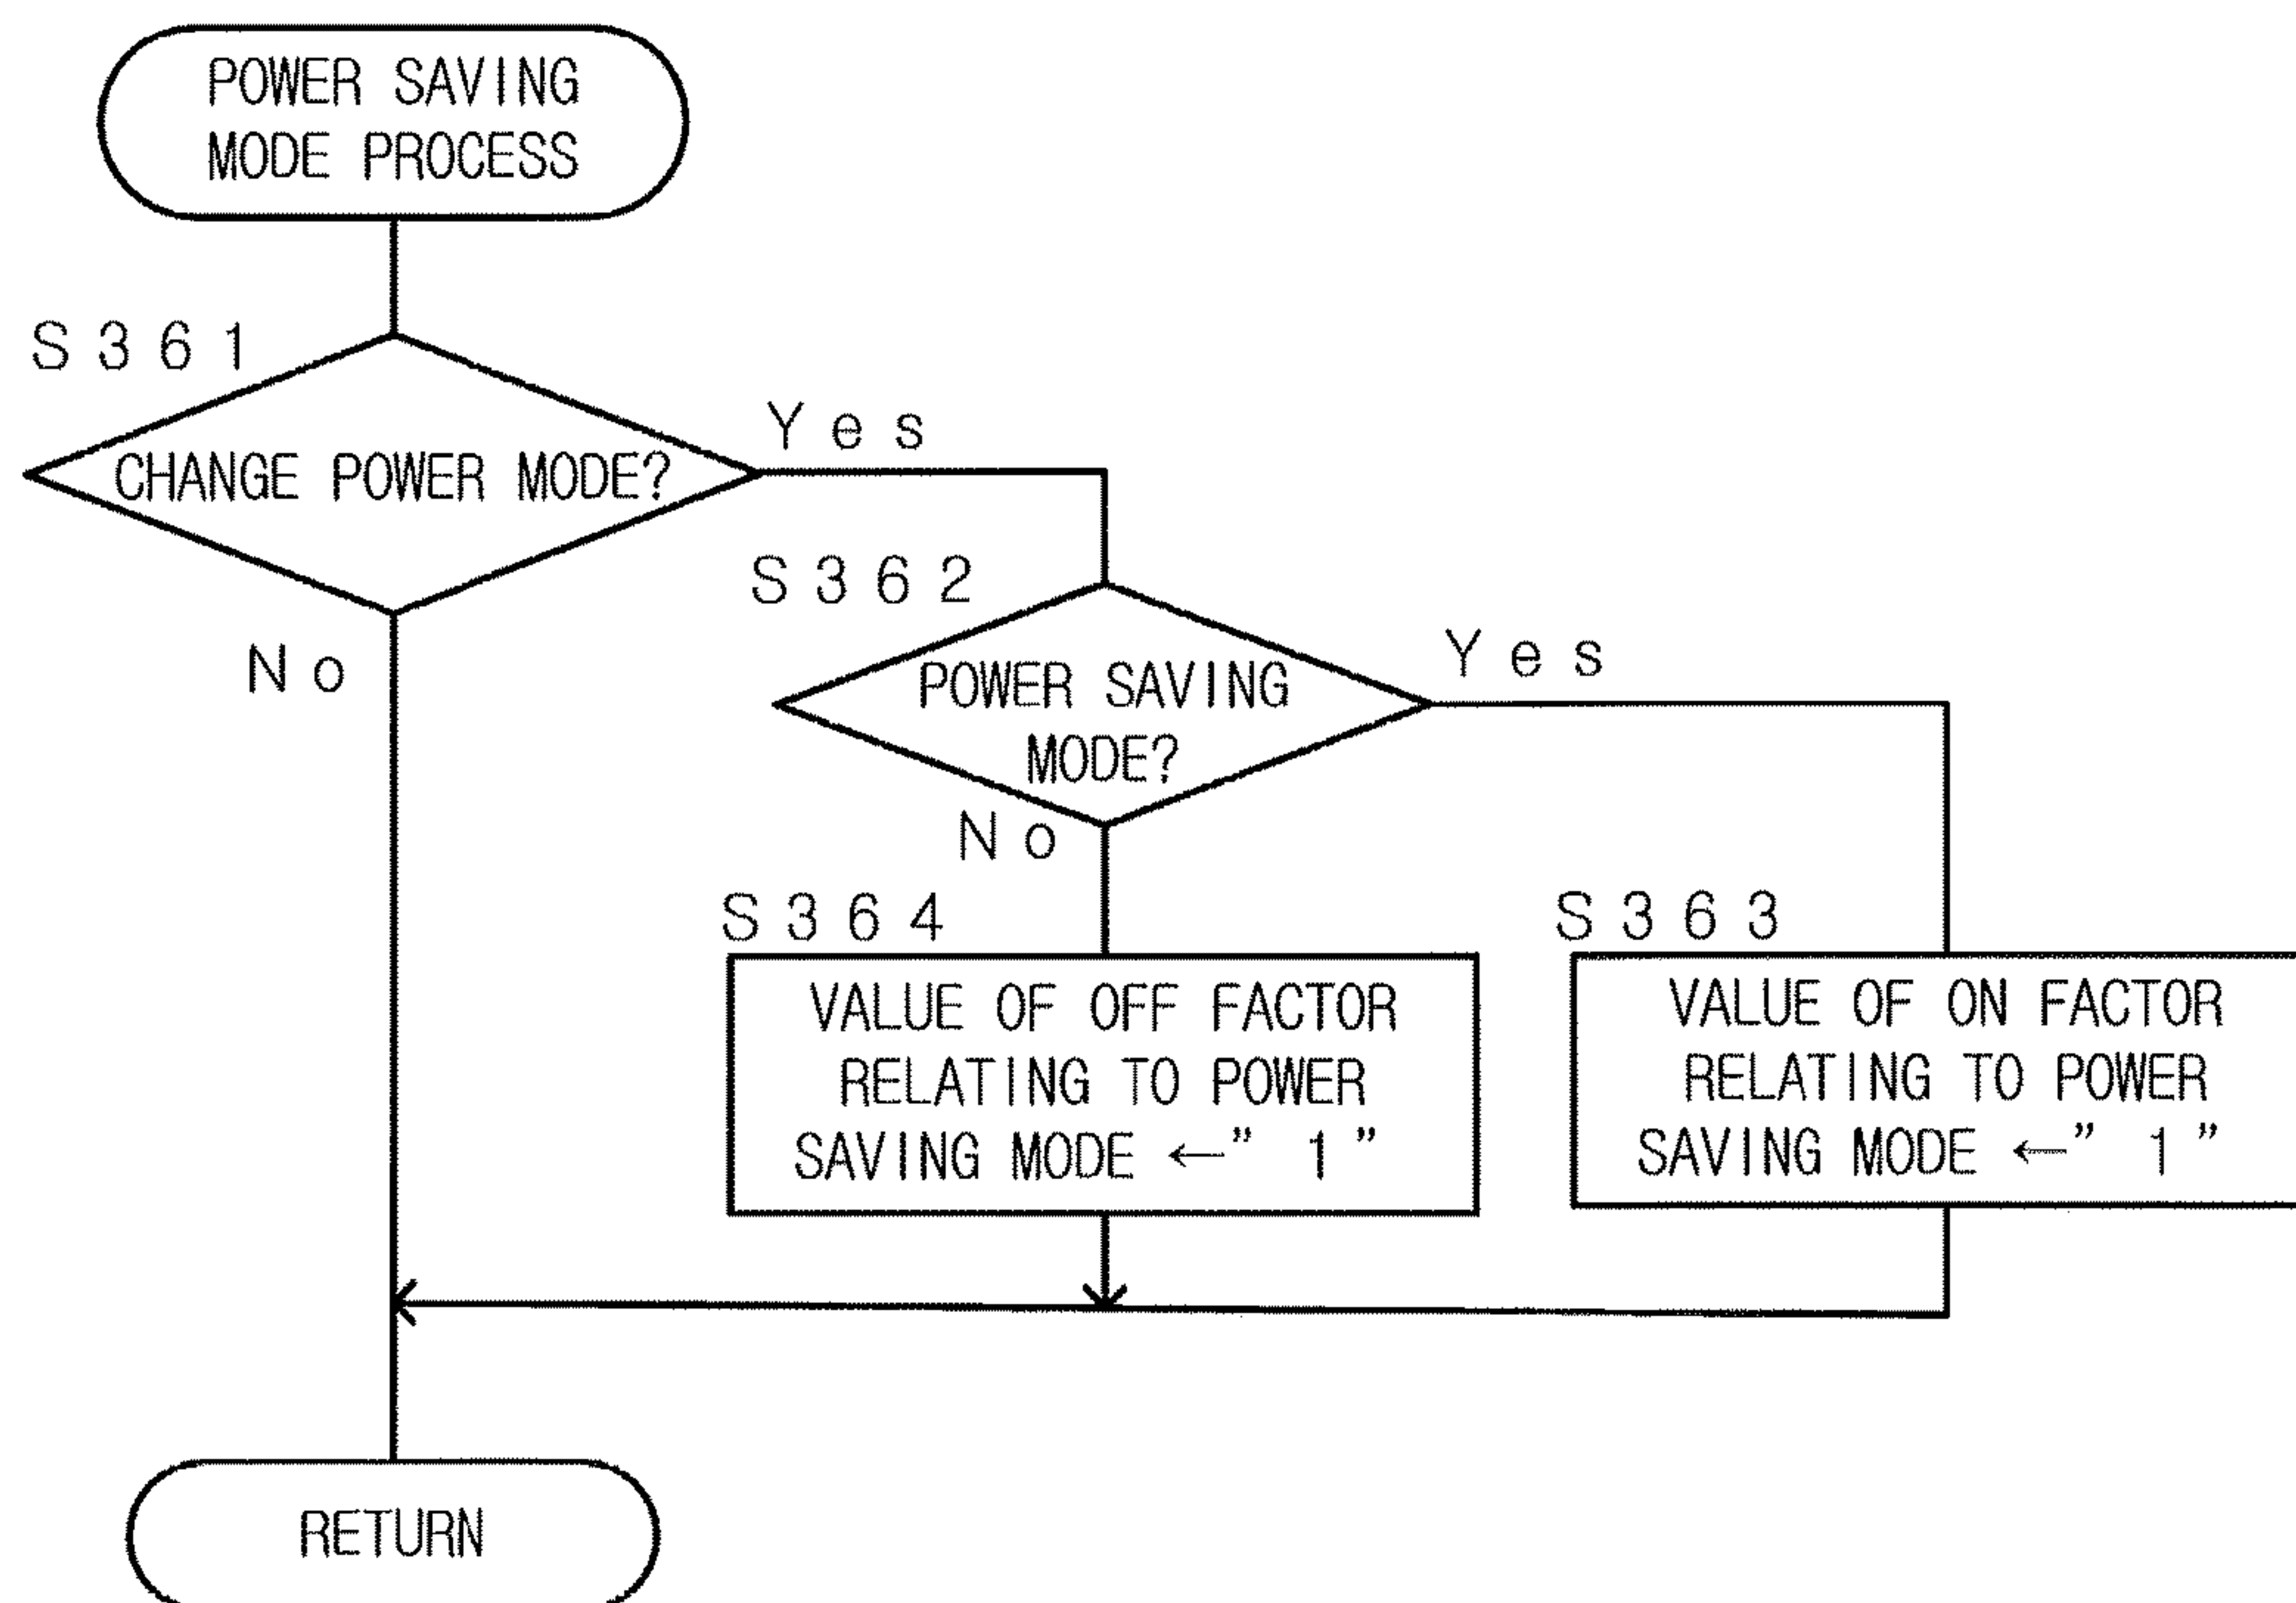 POWER SAVING
MODE PROCESS
S361
CHANGE POWER MODE?
Yes
No
S362
POWER SAVING
MODE?
Yes
No
S364
VALUE OF OFF FACTOR
RELATING TO POWER
SAVING MODE ←” 1 ”
S363
VALUE OF ON FACTOR
RELATING TO POWER
SAVING MODE ←” 1 ”
RETURN